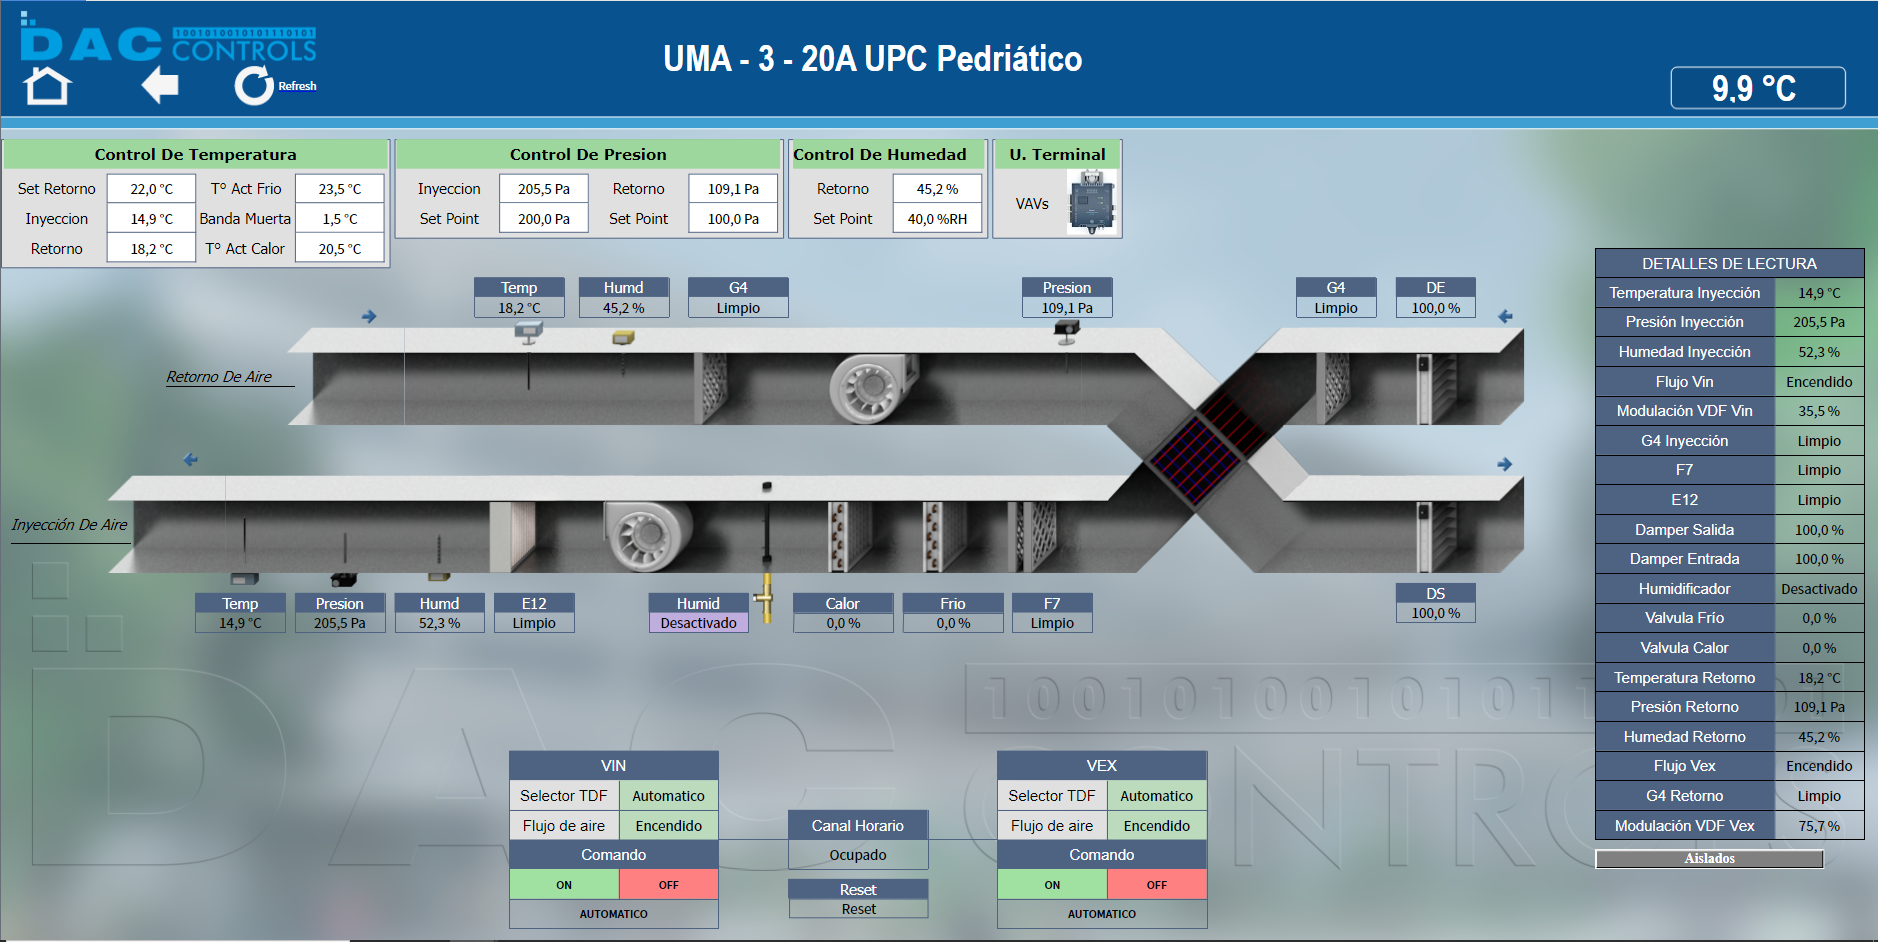 DAC CONTROLS
1001010010101110101
Refresh
UMA - 3 - 20A UPC Pedriático
9,9 °C
Control De Temperatura
Set Retorno 22,0 °C T° Act Frio 23,5 °C
Inyeccion 14,9 °C Banda Muerta 1,5 °C
Retorno 18,2 °C T° Act Calor 20,5 °C
Control De Presion
Inyeccion 205,5 Pa Retorno 109,1 Pa
Set Point 200,0 Pa Set Point 100,0 Pa
Control De Humedad
Retorno 45,2 %
Set Point 40,0 %RH
U. Terminal
VAVs
Temp
18,2 °C
Humd
45,2 %
G4
Limpio
Presion
109,1 Pa
G4
Limpio
DE
100,0 %
Retorno De Aire
Inyección De Aire
Temp
14,9 °C
Presion
205,5 Pa
Humd
52,3 %
E12
Limpio
Humid
Desactivado
Calor
0,0 %
Frio
0,0 %
F7
Limpio
DS
100,0 %
DETALLES DE LECTURA
Temperatura Inyección 14,9 °C
Presión Inyección 205,5 Pa
Humedad Inyección 52,3 %
Flujo Vin Encendido
Modulación VDF Vin 35,5 %
G4 Inyección Limpio
F7 Limpio
E12 Limpio
Damper Salida 100,0 %
Damper Entrada 100,0 %
Humidificador Desactivado
Valvula Frío 0,0 %
Valvula Calor 0,0 %
Temperatura Retorno 18,2 °C
Presión Retorno 109,1 Pa
Humedad Retorno 45,2 %
Flujo Vex Encendido
G4 Retorno Limpio
Modulación VDF Vex 75,7 %
Aislados
VIN
Selector TDF Automatico
Flujo de aire Encendido
Comando
ON OFF
AUTOMATICO
Canal Horario
Ocupado
Reset
Reset
VEX
Selector TDF Automatico
Flujo de aire Encendido
Comando
ON OFF
AUTOMATICO
DAC CONTROLS